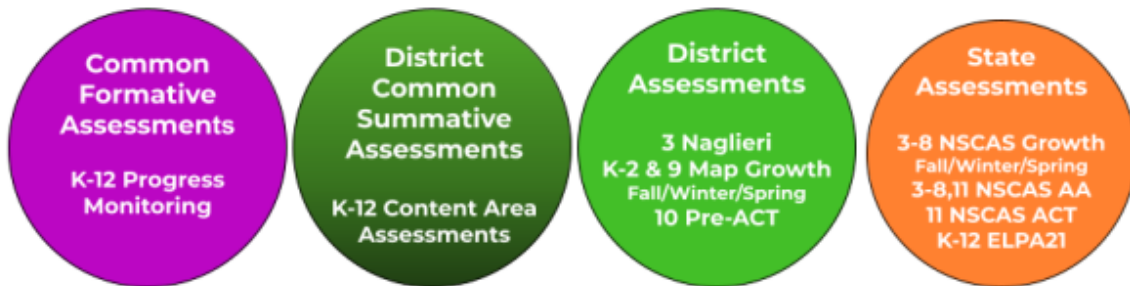 Common
Formative
Assessments
K-12 Progress
Monitoring
District
Common
Summative
Assessments
K-12 Content Area
Assessments
District
Assessments
3 Naglieri
K-2 & 9 Map Growth
Fall/Winter/Spring
10 Pre-ACT
State
Assessments
3-8 NSCAS Growth
Fall/Winter/Spring
3-8,11 NSCAS AA
11 NSCAS ACT
K-12 ELPA21